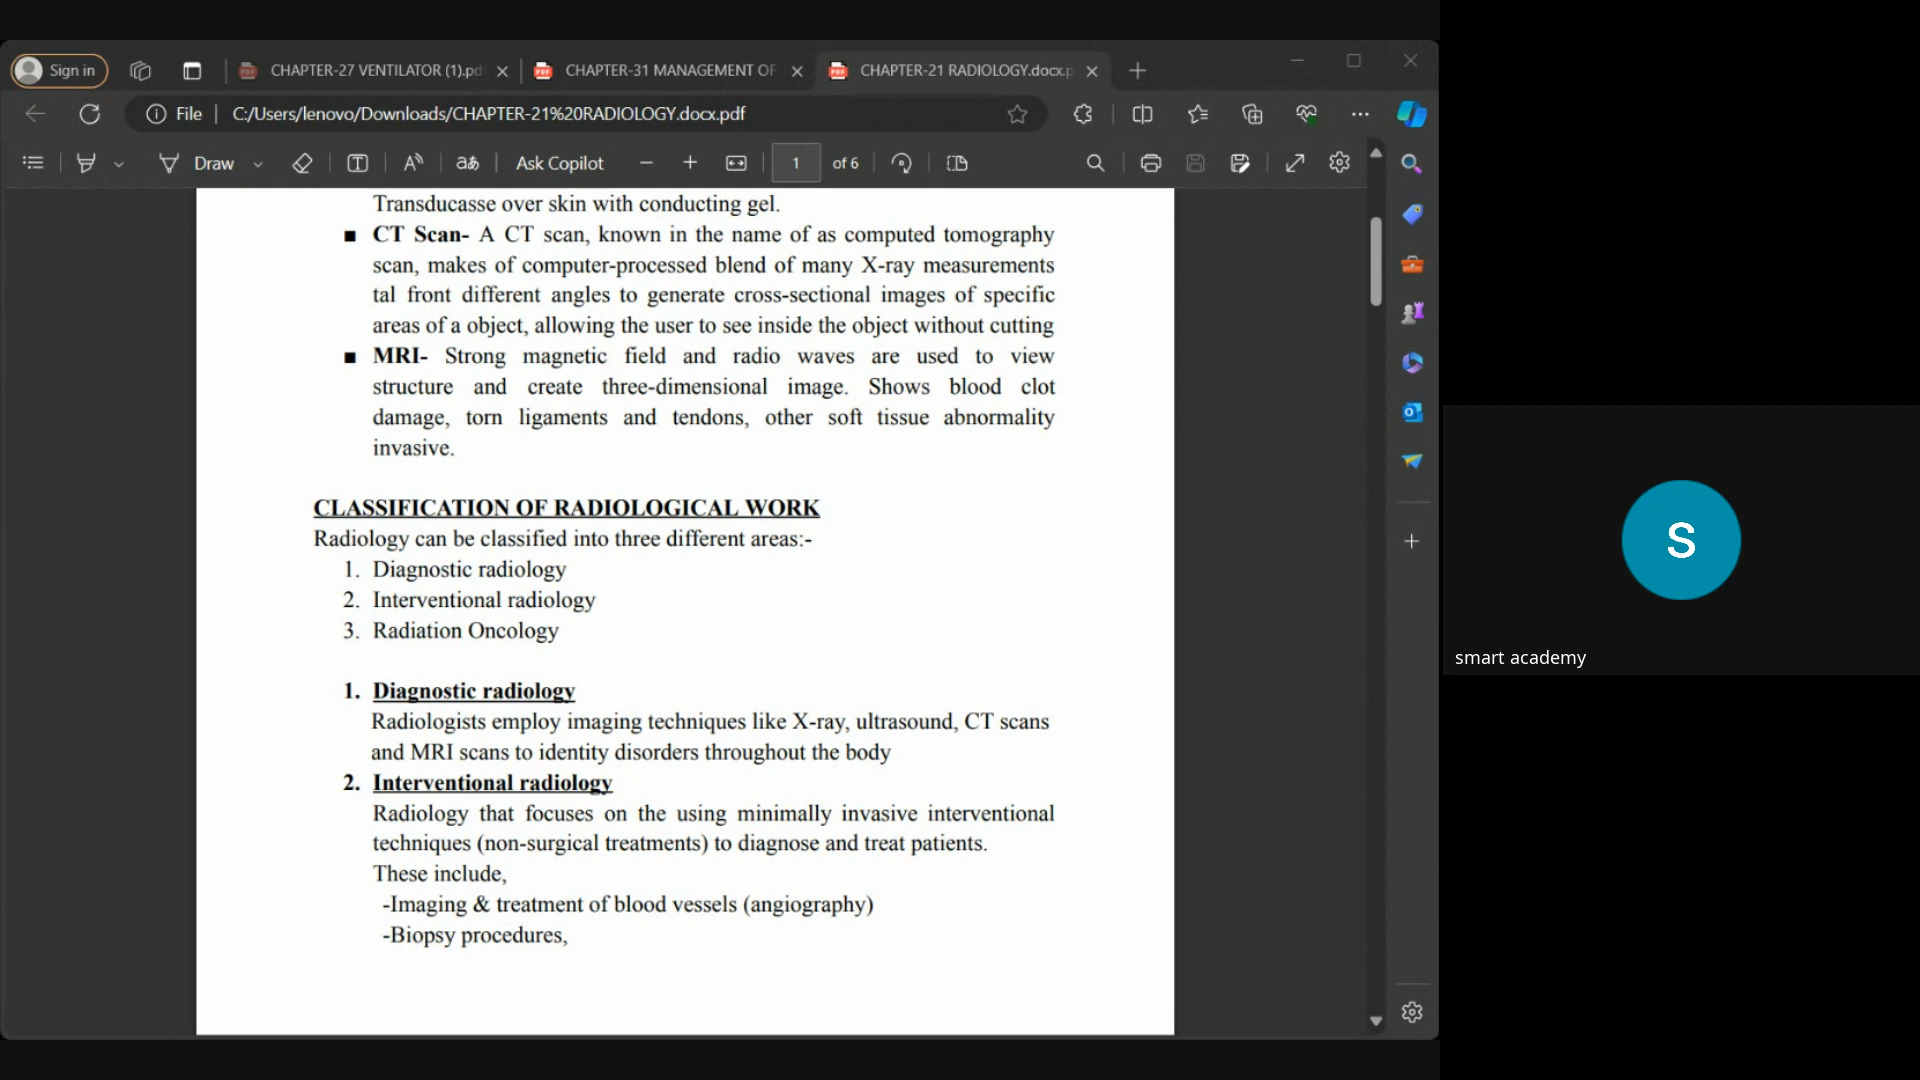 Sign in
CHAPTER-27 VENTILATOR (1).pd
CHAPTER-31 MANAGEMENT OF
CHAPTER-21 RADIOLOGY.docx.p
File
C:/Users/lenovo/Downloads/CHAPTER-21%20RADIOLOGY.docx.pdf
Draw
Ask Copilot
1
of 6
Transducasse over skin with conducting gel.
■ CT Scan- A CT scan, known in the name of as computed tomography
scan, makes of computer-processed blend of many X-ray measurements
tal front different angles to generate cross-sectional images of specific
areas of a object, allowing the user to see inside the object without cutting
■ MRI- Strong magnetic field and radio waves are used to view
structure and create three-dimensional image. Shows blood clot
damage, torn ligaments and tendons, other soft tissue abnormality
invasive.
CLASSIFICATION OF RADIOLOGICAL WORK
Radiology can be classified into three different areas:-
1. Diagnostic radiology
2. Interventional radiology
3. Radiation Oncology
1. Diagnostic radiology
Radiologists employ imaging techniques like X-ray, ultrasound, CT scans
and MRI scans to identity disorders throughout the body
2. Interventional radiology
Radiology that focuses on the using minimally invasive interventional
techniques (non-surgical treatments) to diagnose and treat patients.
These include,
-Imaging & treatment of blood vessels (angiography)
-Biopsy procedures,
S
smart academy